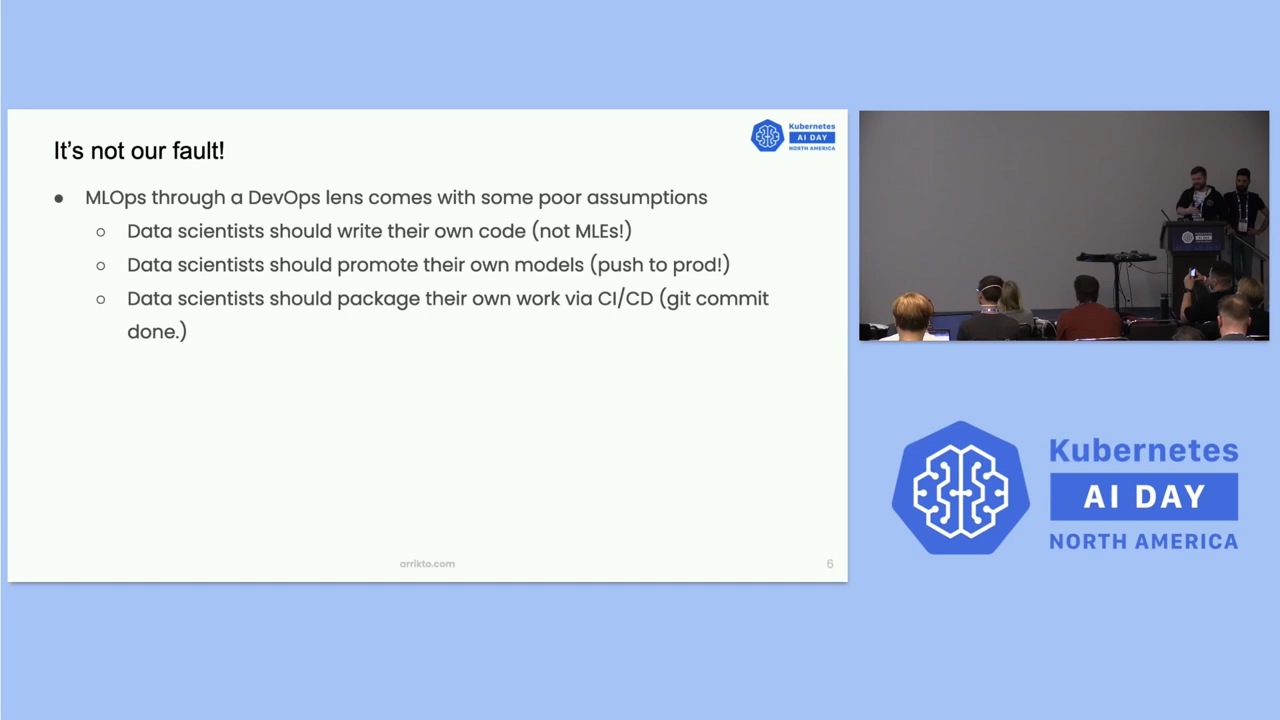 It's not our fault!
Kubernetes
AI DAY
NORTH AMERICA
● MLOps through a DevOps lens comes with some poor assumptions
○ Data scientists should write their own code (not MLEs!)
○ Data scientists should promote their own models (push to prod!)
○ Data scientists should package their own work via CI/CD (git commit
done.)
arrikto.com
6
Kubernetes
AI DAY
NORTH AMERICA